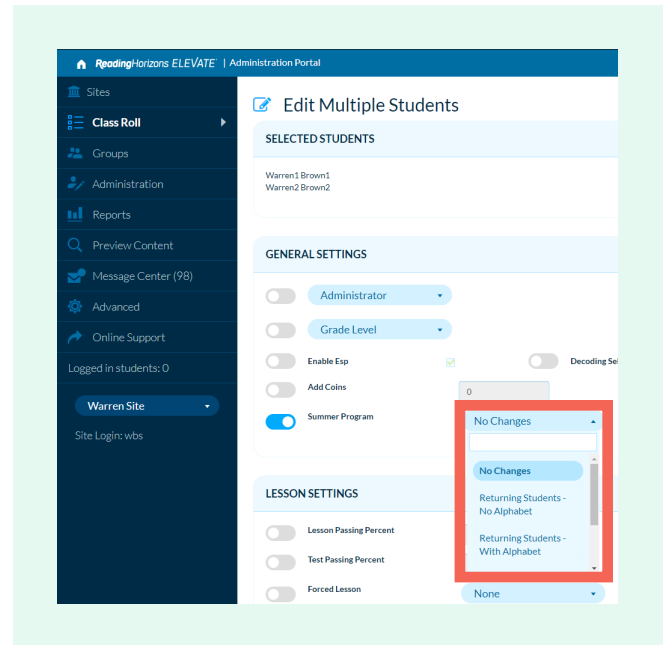 ReadingHorizons ELEVATE | Administration Portal
Sites
Class Roll
Groups
Administration
Reports
Preview Content
Message Center (98)
Advanced
Online Support
Logged in students: 0
Warren Site
Site Login: wbs
Edit Multiple Students
SELECTED STUDENTS
Warren1 Brown1
Warren2 Brown2
GENERAL SETTINGS
Administrator
Grade Level
Enable Esp
Decoding Sel
Add Coins
0
Summer Program
No Changes
No Changes
Returning Students -
No Alphabet
Returning Students -
With Alphabet
LESSON SETTINGS
Lesson Passing Percent
Test Passing Percent
Forced Lesson
None